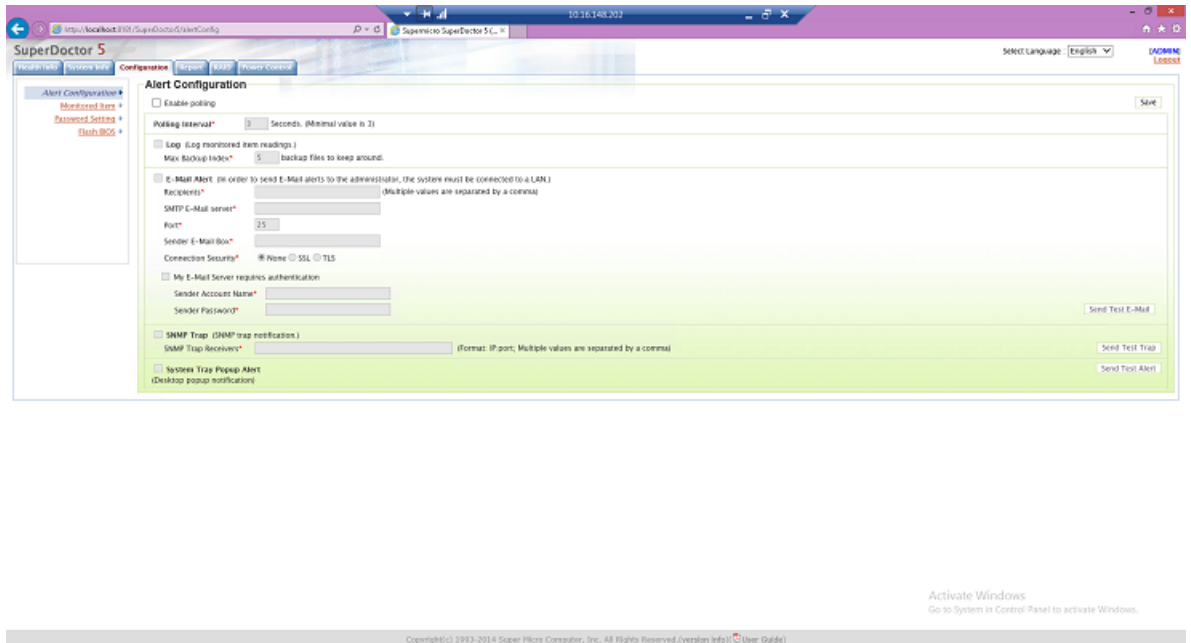 10.16.148.202
http://localhost:8181/SuperDoctor5/alertConfig
Supermicro SuperDoctor 5 (... ×
SuperDoctor 5
Select Language : English
[ADMIN]
Logout
Health Info System Info Configuration Report RAID Power Control
Alert Configuration
Monitored Item
Password Setting
Flash BIOS
Alert Configuration
Enable polling
Save
Polling Interval* 3 Seconds. (Minimal value is 3)
Log (Log monitored item readings.)
Max Backup Index* 5 backup files to keep around.
E-Mail Alert (In order to send E-Mail alerts to the administrator, the system must be connected to a LAN.)
Recipients* (Multiple values are separated by a comma)
SMTP E-Mail server*
Port* 25
Sender E-Mail Box*
Connection Security* None SSL TLS
My E-Mail Server requires authentication
Sender Account Name*
Sender Password*
Send Test E-Mail
SNMP Trap (SNMP trap notification.)
SNMP Trap Receivers* (Format: IP:port; Multiple values are separated by a comma)
Send Test Trap
System Tray Popup Alert
Send Test Alert
(Desktop popup notification)
Activate Windows
Go to System in Control Panel to activate Windows.
Copyright(c) 1993-2014 Super Micro Computer, Inc. All Rights Reserved.(version info)( User Guide)